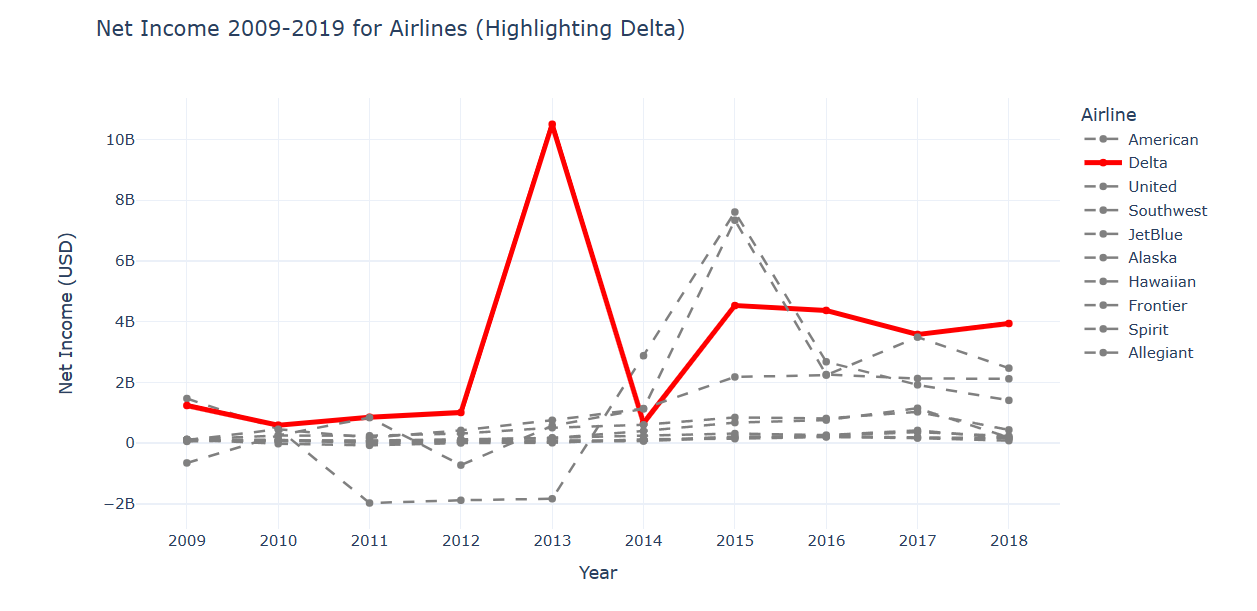 Net Income 2009-2019 for Airlines (Highlighting Delta)
Airline
American
Delta
United
Southwest
JetBlue
Alaska
Hawaiian
Frontier
Spirit
Allegiant
Net Income (USD)
10B
8B
6B
4B
2B
0
−2B
2009 2010 2011 2012 2013 2014 2015 2016 2017 2018
Year